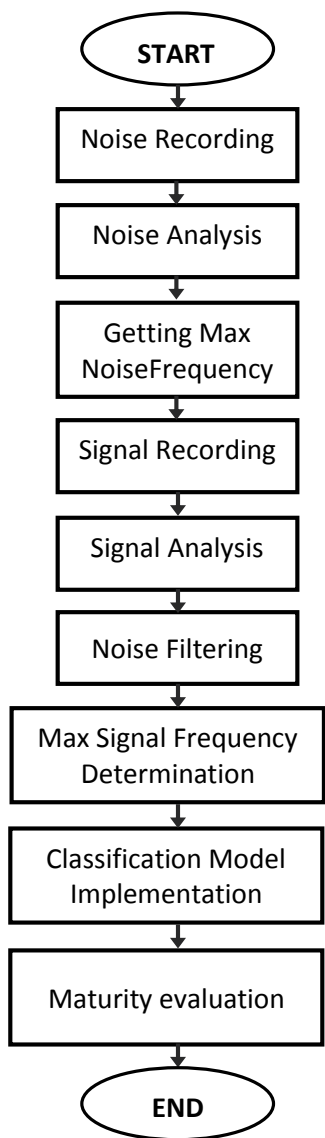 START
Noise Recording
Noise Analysis
Getting Max
NoiseFrequency
Signal Recording
Signal Analysis
Noise Filtering
Max Signal Frequency
Determination
Classification Model
Implementation
Maturity evaluation
END